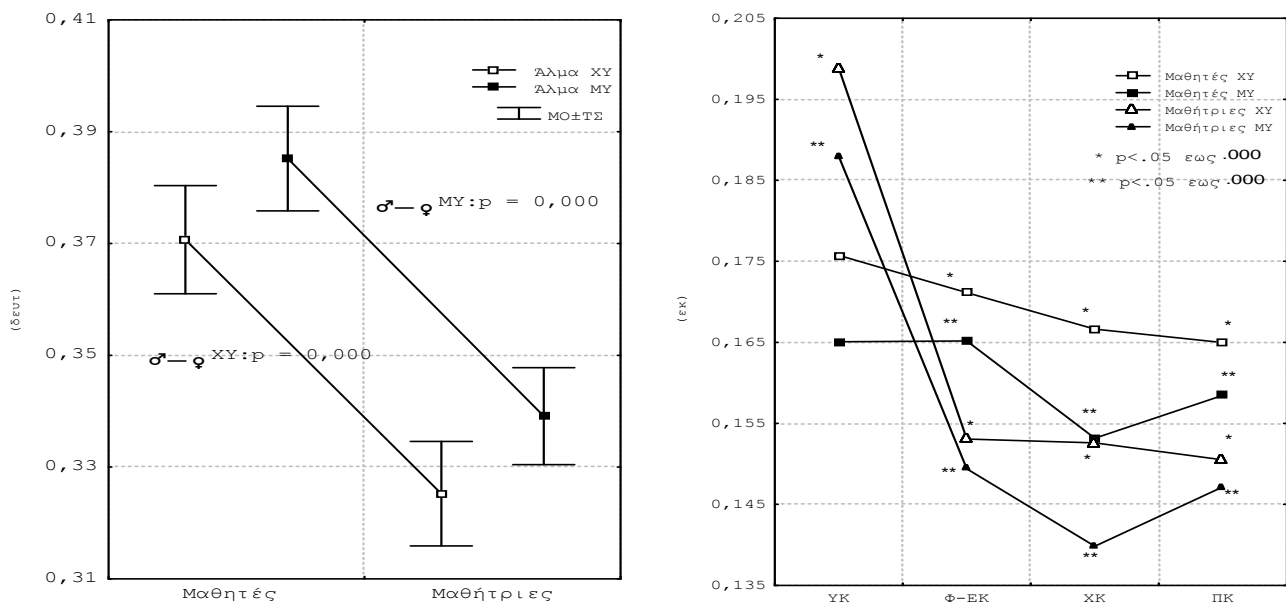 0,41
0,39
0,37
0,35
0,33
0,31
(δευτ)
Άλμα ΧΥ
Άλμα ΜΥ
ΜΟ±ΤΣ
♂—♀ ΜΥ:p = 0,000
♂—♀ ΧΥ:p = 0,000
Μαθητές Μαθήτριες
0,205
0,195
0,185
0,175
0,165
0,155
0,145
0,135
(εκ)
Μαθητές ΧΥ
Μαθητές ΜΥ
Μαθήτριες ΧΥ
Μαθήτριες ΜΥ
* p<.05 εως .000
** p<.05 εως .000
*
**
*
**
*
**
*
**
*
**
*
**
*
**
ΥΚ Φ-ΕΚ ΧΚ ΠΚ